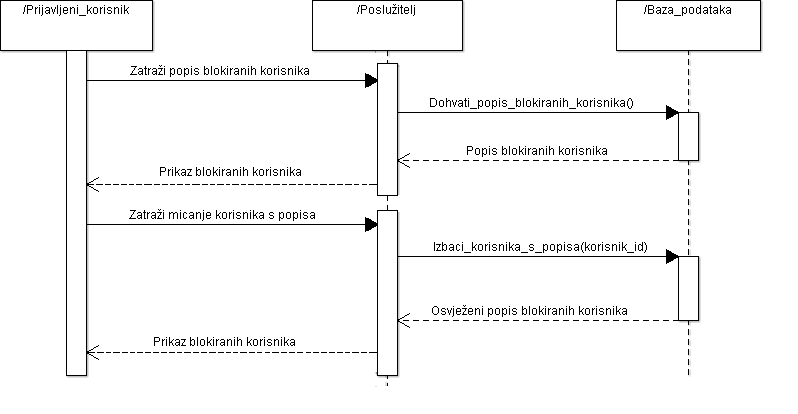 /Prijavljeni_korisnik
/Poslužitelj
/Baza_podataka
Zatraži popis blokiranih korisnika
Dohvati_popis_blokiranih_korisnika()
Popis blokiranih korisnika
Prikaz blokiranih korisnika
Zatraži micanje korisnika s popisa
Izbaci_korisnika_s_popisa(korisnik_id)
Osvježeni popis blokiranih korisnika
Prikaz blokiranih korisnika